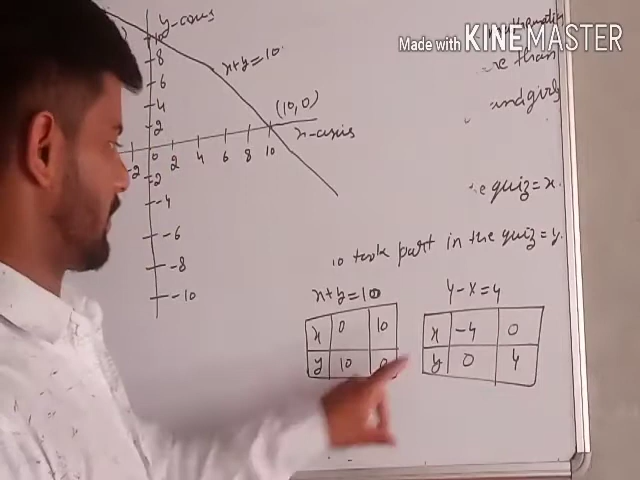 Made with KINEMASTER
y-axis
than
and girls
x+y=10
(10,0)
x-axis
10
8
6
4
2
-2 0 2 4 6 8 10
-2
-4
-6
-8
-10
quiz=x.
10 took part in the quiz=y.
x+y=10
x 0 10
y 10 0
y-x=4
x -4 0
y 0 4